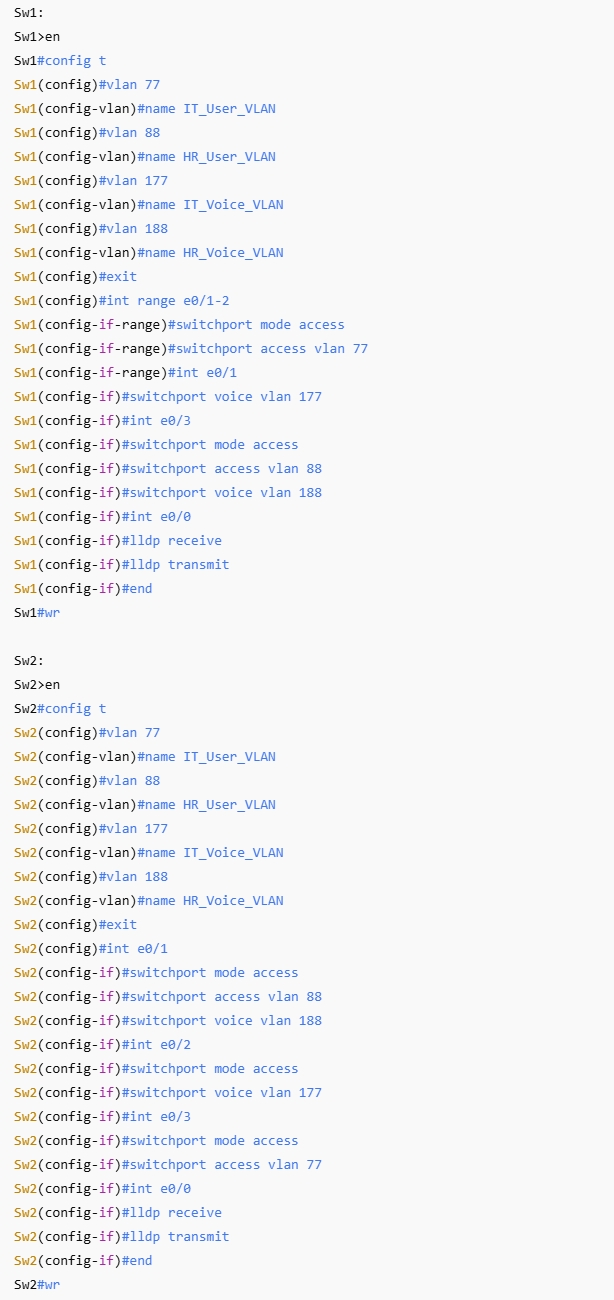 Sw1:
Sw1>en
Sw1#config t
Sw1(config)#vlan 77
Sw1(config-vlan)#name IT_User_VLAN
Sw1(config)#vlan 88
Sw1(config-vlan)#name HR_User_VLAN
Sw1(config)#vlan 177
Sw1(config-vlan)#name IT_Voice_VLAN
Sw1(config)#vlan 188
Sw1(config-vlan)#name HR_Voice_VLAN
Sw1(config)#exit
Sw1(config)#int range e0/1-2
Sw1(config-if-range)#switchport mode access
Sw1(config-if-range)#switchport access vlan 77
Sw1(config-if-range)#int e0/1
Sw1(config-if)#switchport voice vlan 177
Sw1(config-if)#int e0/3
Sw1(config-if)#switchport mode access
Sw1(config-if)#switchport access vlan 88
Sw1(config-if)#switchport voice vlan 188
Sw1(config-if)#int e0/0
Sw1(config-if)#lldp receive
Sw1(config-if)#lldp transmit
Sw1(config-if)#end
Sw1#wr
Sw2:
Sw2>en
Sw2#config t
Sw2(config)#vlan 77
Sw2(config-vlan)#name IT_User_VLAN
Sw2(config)#vlan 88
Sw2(config-vlan)#name HR_User_VLAN
Sw2(config)#vlan 177
Sw2(config-vlan)#name IT_Voice_VLAN
Sw2(config)#vlan 188
Sw2(config-vlan)#name HR_Voice_VLAN
Sw2(config)#exit
Sw2(config)#int e0/1
Sw2(config-if)#switchport mode access
Sw2(config-if)#switchport access vlan 88
Sw2(config-if)#switchport voice vlan 188
Sw2(config-if)#int e0/2
Sw2(config-if)#switchport mode access
Sw2(config-if)#switchport voice vlan 177
Sw2(config-if)#int e0/3
Sw2(config-if)#switchport mode access
Sw2(config-if)#switchport access vlan 77
Sw2(config-if)#int e0/0
Sw2(config-if)#lldp receive
Sw2(config-if)#lldp transmit
Sw2(config-if)#end
Sw2#wr